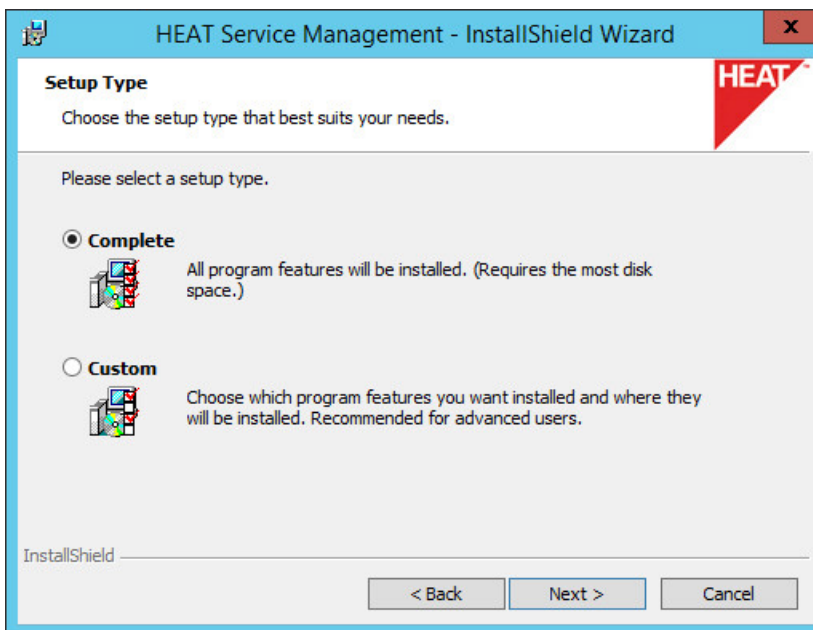 HEAT Service Management - InstallShield Wizard
x
Setup Type
HEAT™
Choose the setup type that best suits your needs.
Please select a setup type.
Complete
All program features will be installed. (Requires the most disk
space.)
Custom
Choose which program features you want installed and where they
will be installed. Recommended for advanced users.
InstallShield
< Back
Next >
Cancel